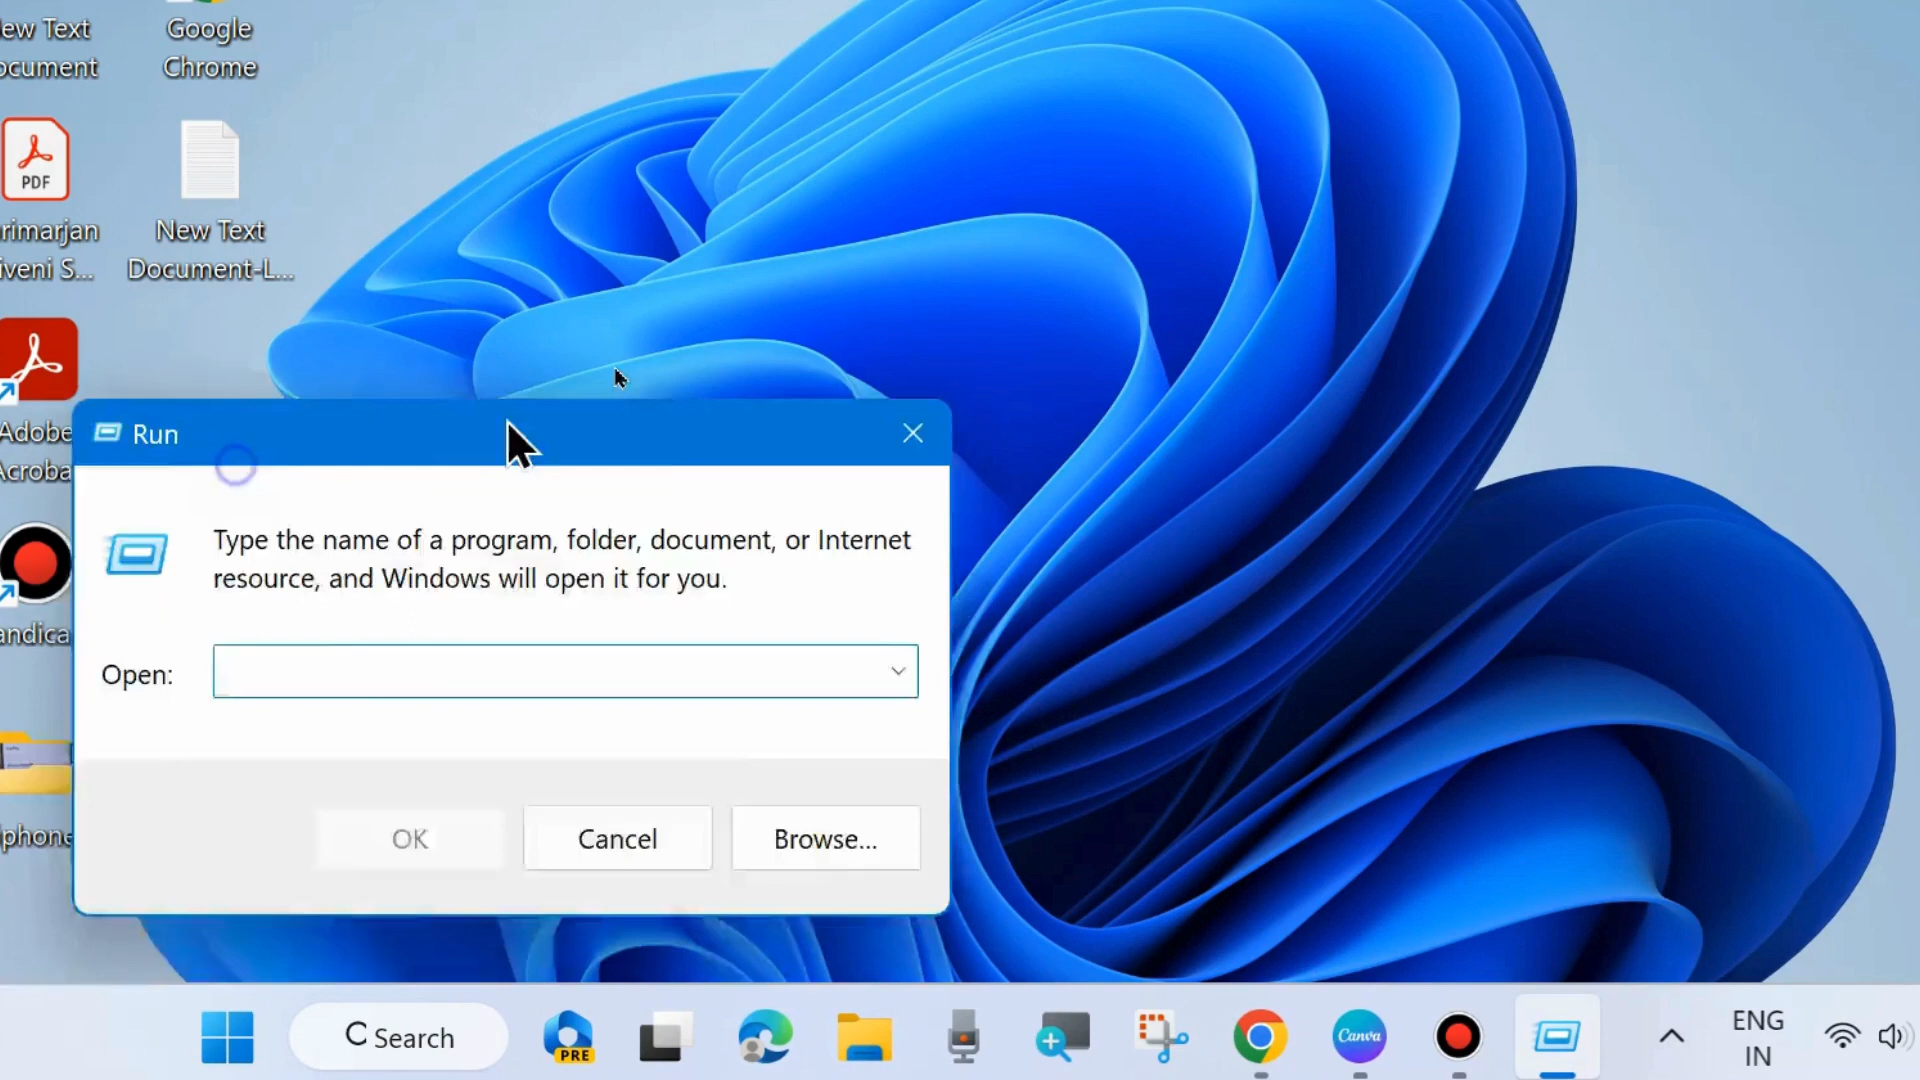 ew Text
ocument
Google
Chrome
PDF
rimarjan
iveni S...
New Text
Document-L...
Adobe
Acroba
andica
Iphone
Run
Type the name of a program, folder, document, or Internet
resource, and Windows will open it for you.
Open:
OK
Cancel
Browse...
Search
PRE
Canva
ENG
IN